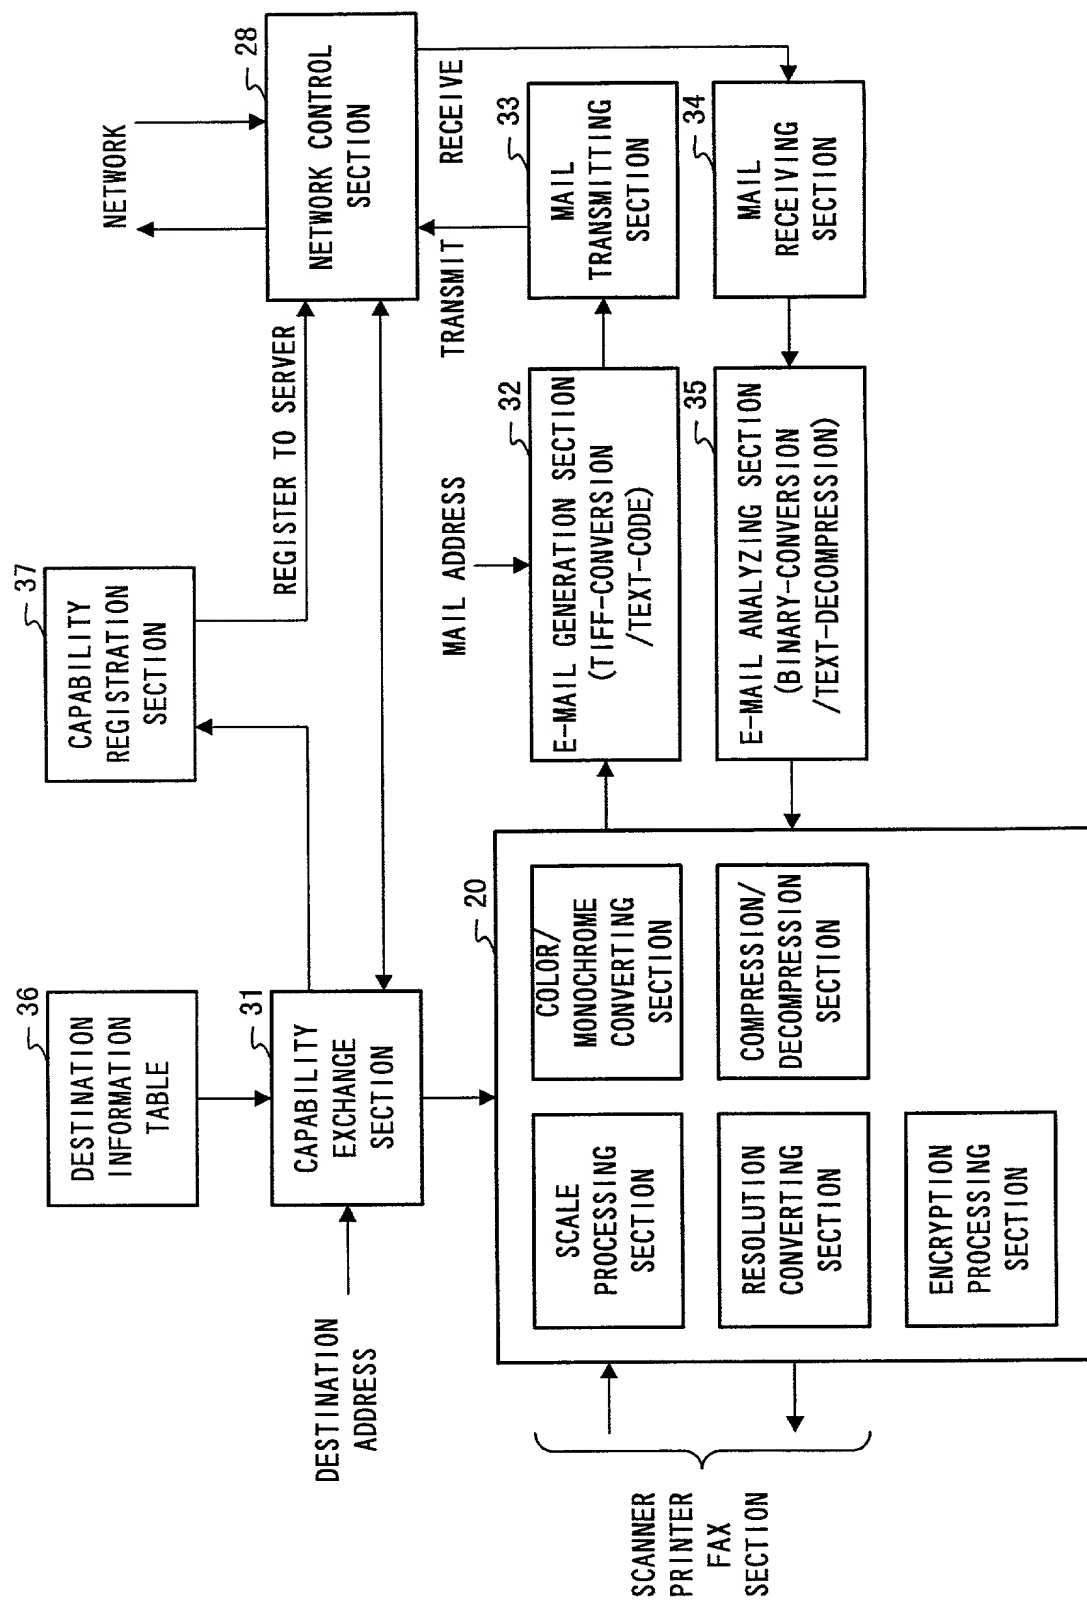 NETWORK
28
NETWORK CONTROL
SECTION
REGISTER TO SERVER
TRANSMIT
RECEIVE
37
CAPABILITY
REGISTRATION
SECTION
36
DESTINATION
INFORMATION
TABLE
31
CAPABILITY
EXCHANGE
SECTION
DESTINATION
ADDRESS
MAIL ADDRESS
33
MAIL
TRANSMITTING
SECTION
34
MAIL
RECEIVING
SECTION
32
E-MAIL GENERATION SECTION
(TIFF-CONVERSION
/TEXT-CODE)
35
E-MAIL ANALYZING SECTION
(BINARY-CONVERSION
/TEXT-DECOMPRESSION)
20
SCALE
PROCESSING
SECTION
COLOR/
MONOCHROME
CONVERTING
SECTION
RESOLUTION
CONVERTING
SECTION
COMPRESSION/
DECOMPRESSION
SECTION
ENCRYPTION
PROCESSING
SECTION
SCANNER
PRINTER
FAX
SECTION